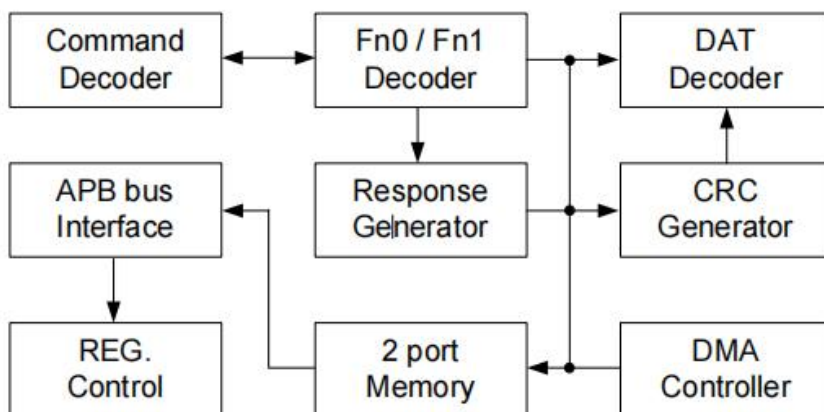 Command
Decoder
Fn0 / Fn1
Decoder
DAT
Decoder
APB bus
Interface
Response
Generator
CRC
Generator
REG.
Control
2 port
Memory
DMA
Controller